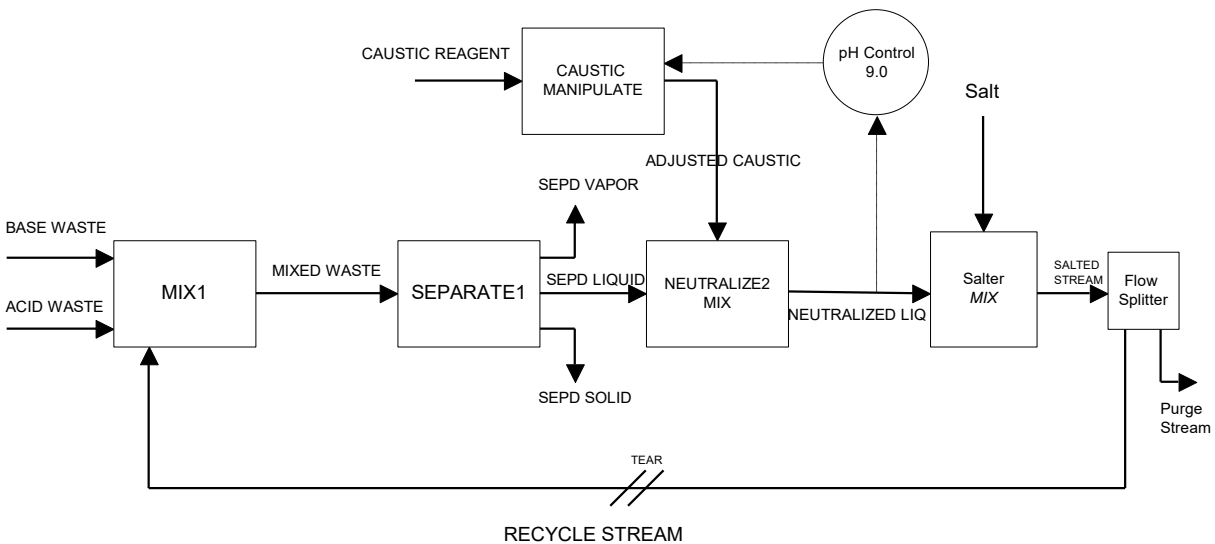 CAUSTIC REAGENT
CAUSTIC
MANIPULATE
pH Control
9.0
Salt
ADJUSTED CAUSTIC
SEPD VAPOR
BASE WASTE
MIX1
MIXED WASTE
SEPARATE1
SEPD LIQUID
NEUTRALIZE2
MIX
NEUTRALIZED LIQ
Salter
MIX
SALTED
STREAM
Flow
Splitter
ACID WASTE
SEPD SOLID
Purge
Stream
TEAR
RECYCLE STREAM